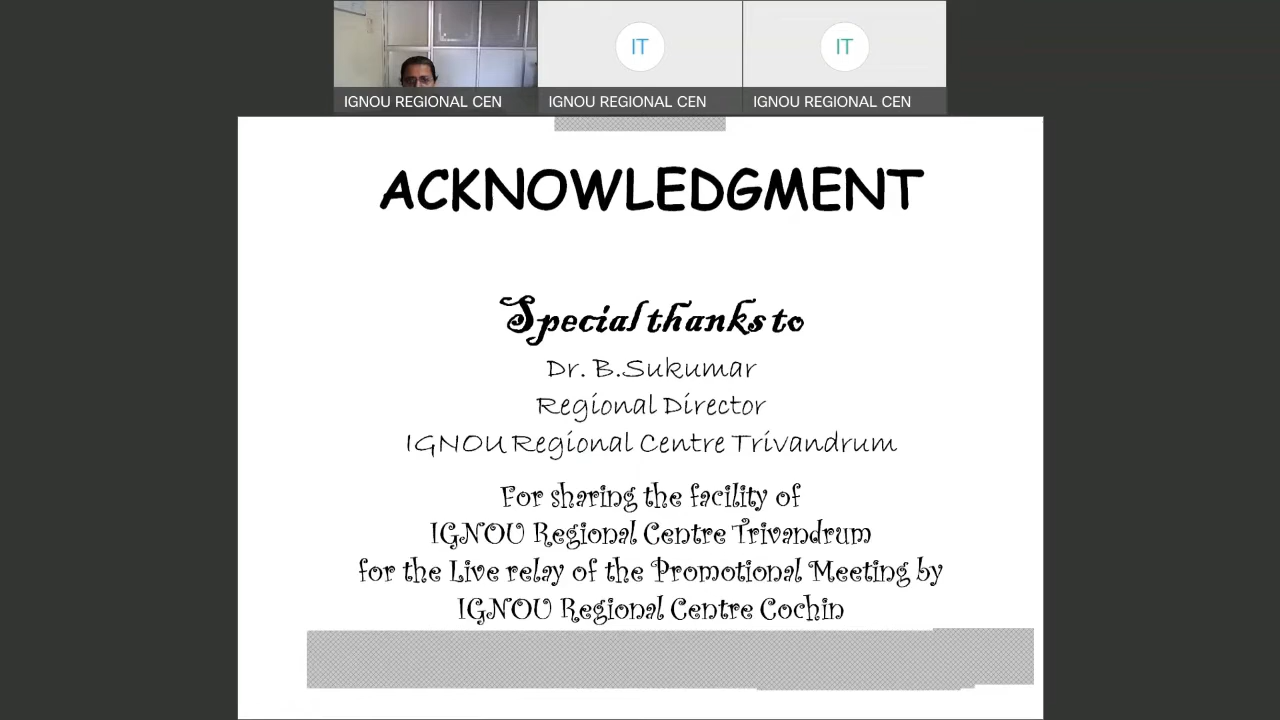 IT
IT
IGNOU REGIONAL CEN
IGNOU REGIONAL CEN
IGNOU REGIONAL CEN
ACKNOWLEDGMENT
Special thanks to
Dr. B.Sukumar
Regional Director
IGNOU Regional Centre Trivandrum
For sharing the facility of
IGNOU Regional Centre Trivandrum
for the Live relay of the Promotional Meeting by
IGNOU Regional Centre Cochin